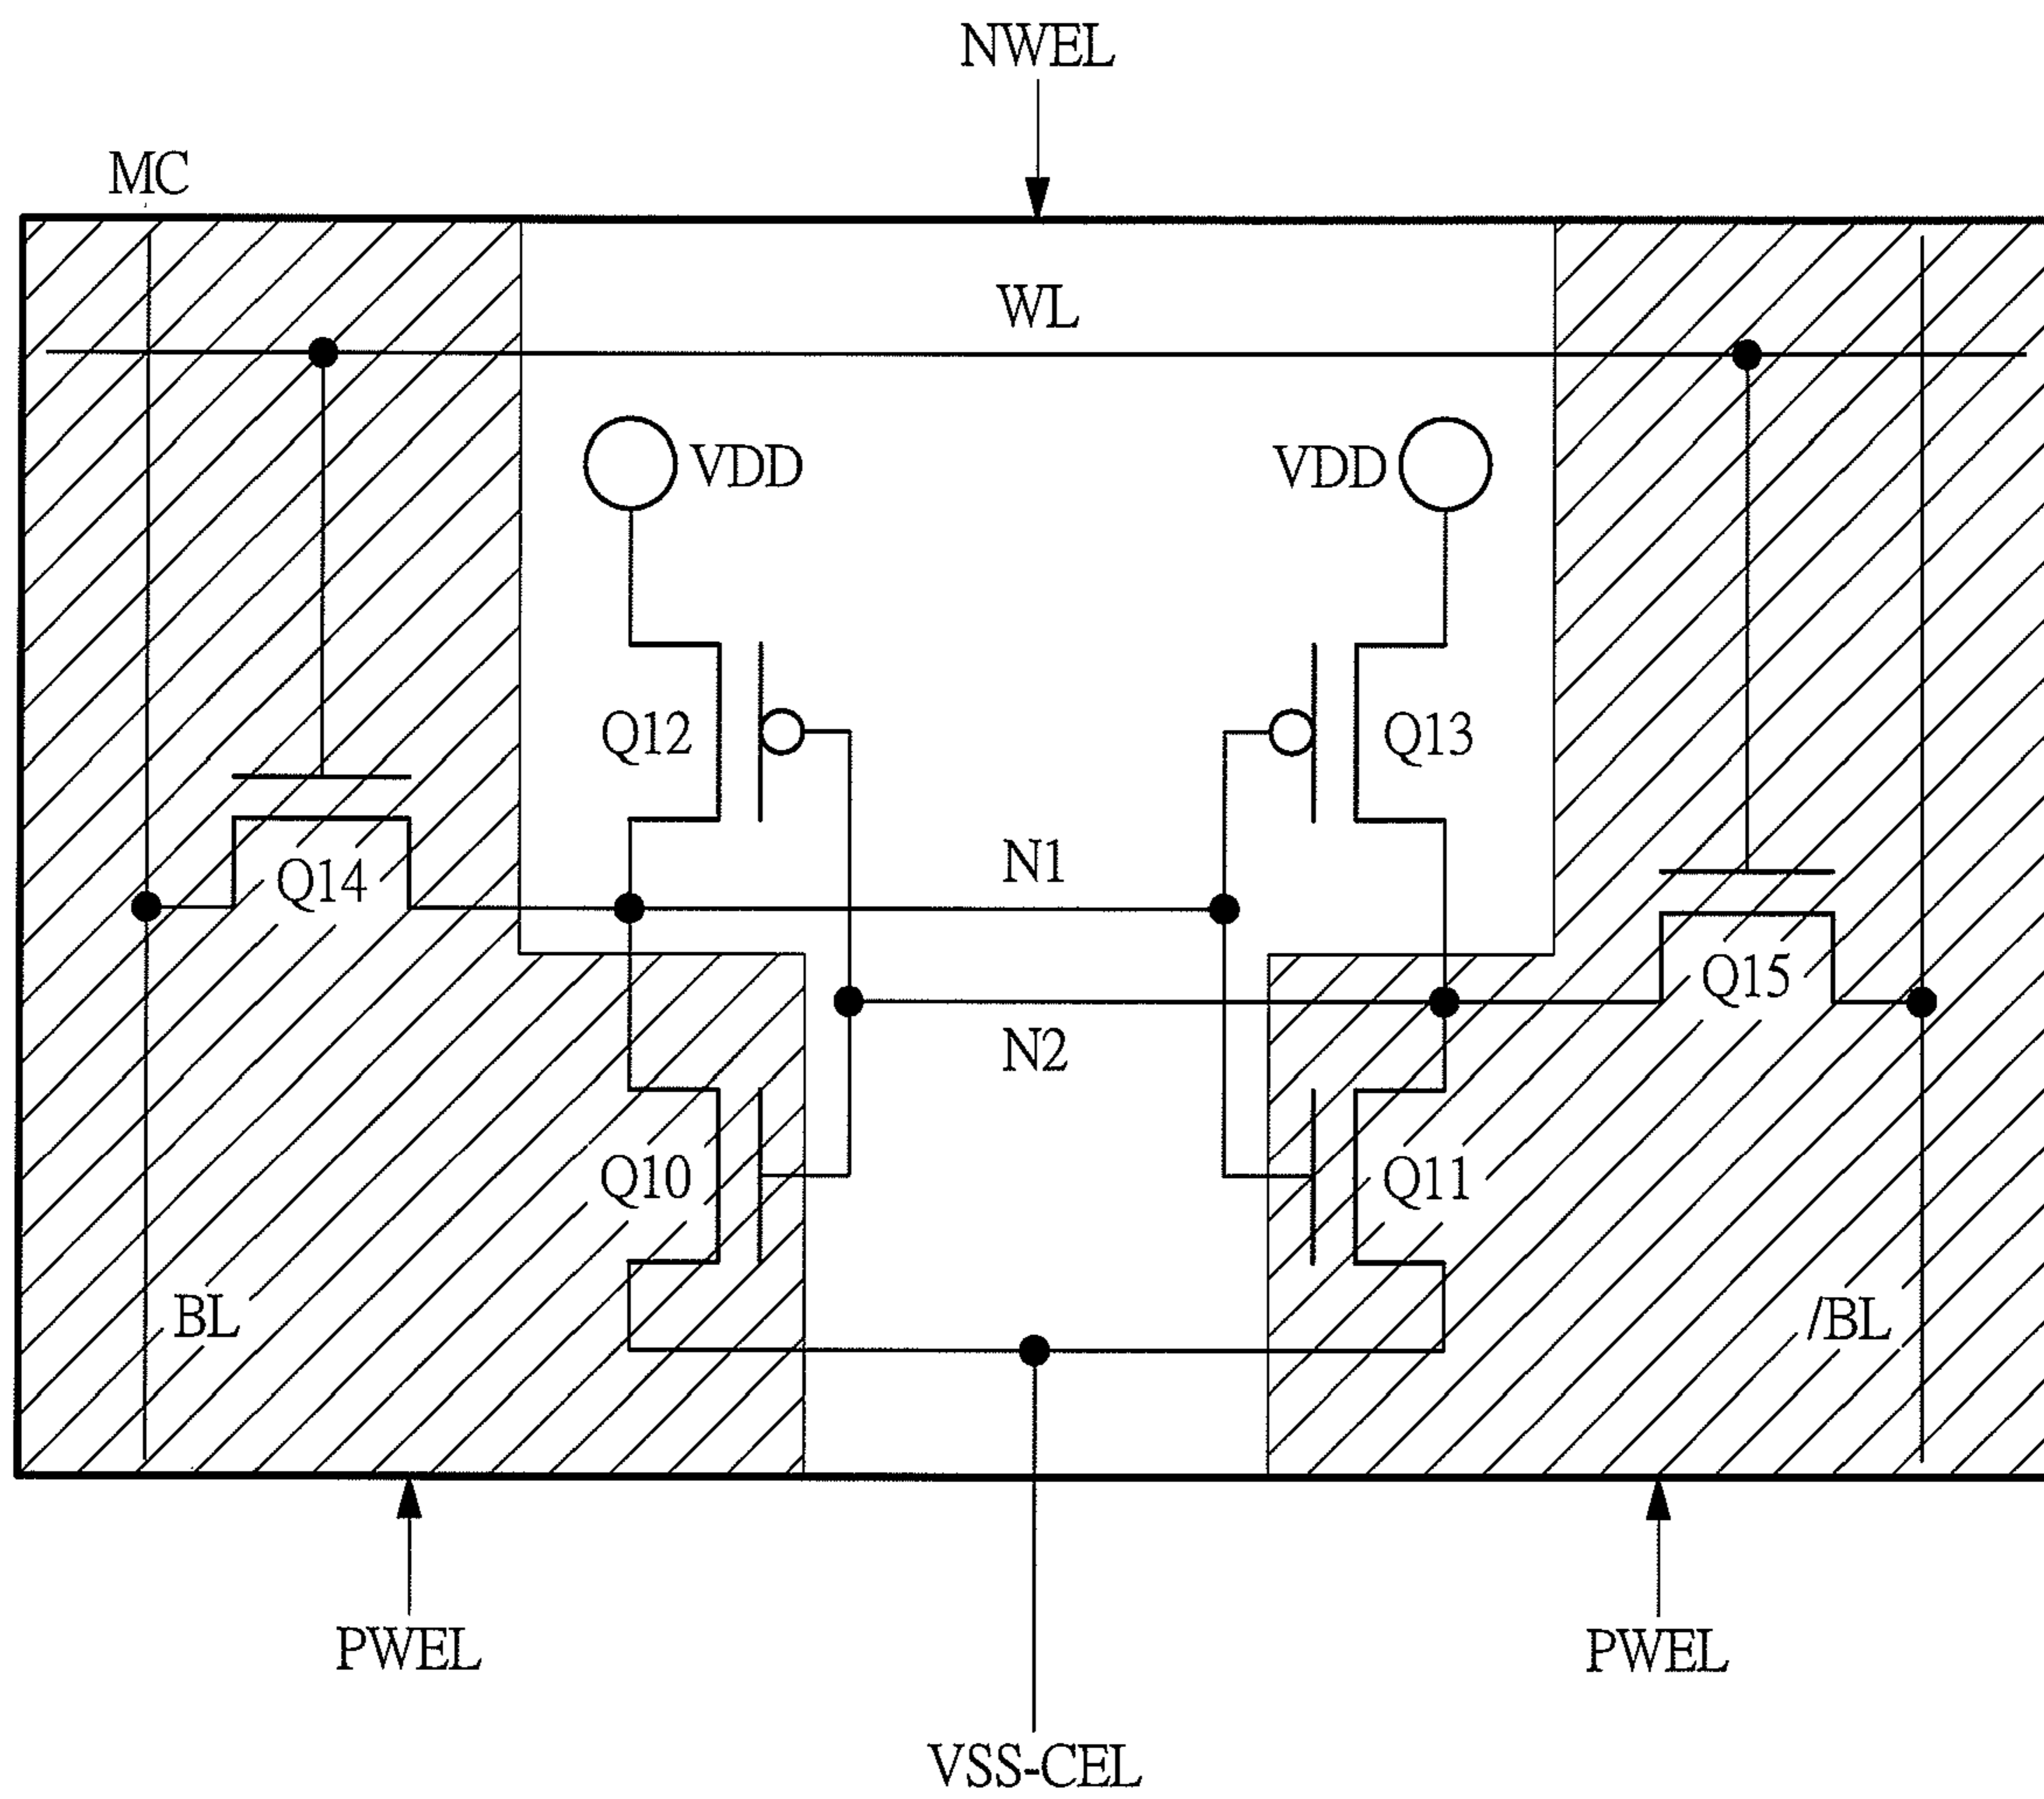 NWEL
MC
WL
VDD
VDD
Q12
Q13
N1
Q14
Q15
N2
Q10
Q11
BL
/BL
PWEL
PWEL
VSS-CEL